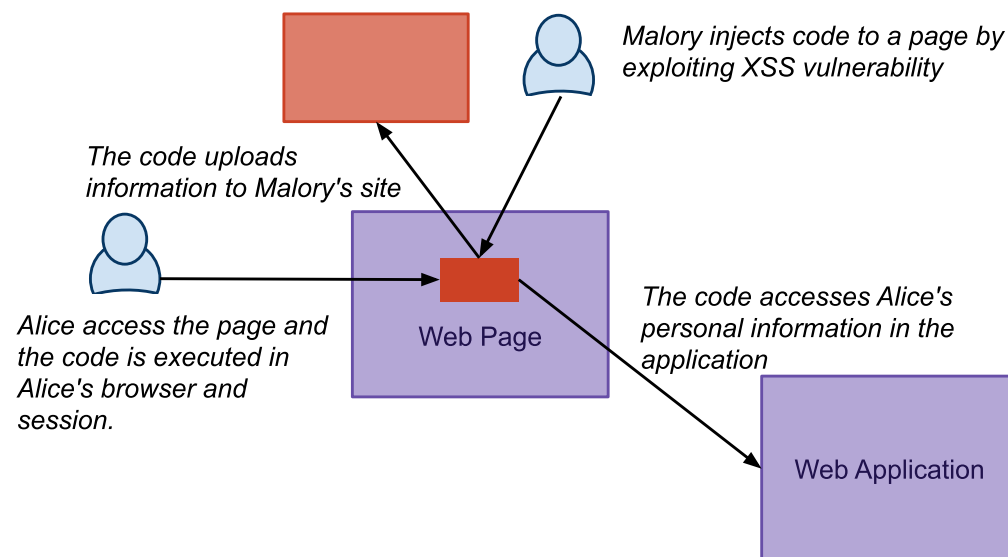 Malory injects code to a page by
exploiting XSS vulnerability
The code uploads
information to Malory's site
Alice access the page and
the code is executed in
Alice's browser and
session.
Web Page
The code accesses Alice's
personal information in the
application
Web Application